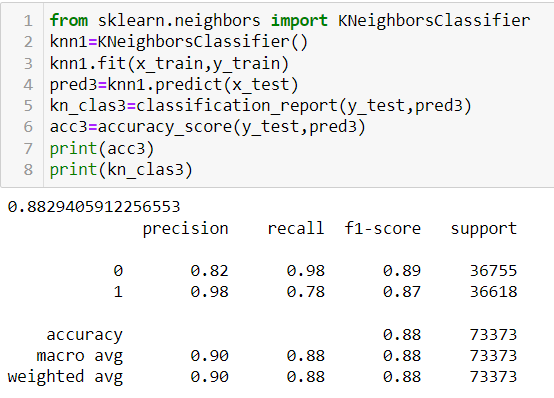 1 from sklearn.neighbors import KNeighborsClassifier
2 knn1=KNeighborsClassifier()
3 knn1.fit(x_train,y_train)
4 pred3=knn1.predict(x_test)
5 kn_clas3=classification_report(y_test,pred3)
6 acc3=accuracy_score(y_test,pred3)
7 print(acc3)
8 print(kn_clas3)
0.8829405912256553
precision recall f1-score support
0 0.82 0.98 0.89 36755
1 0.98 0.78 0.87 36618
accuracy 0.88 73373
macro avg 0.90 0.88 0.88 73373
weighted avg 0.90 0.88 0.88 73373